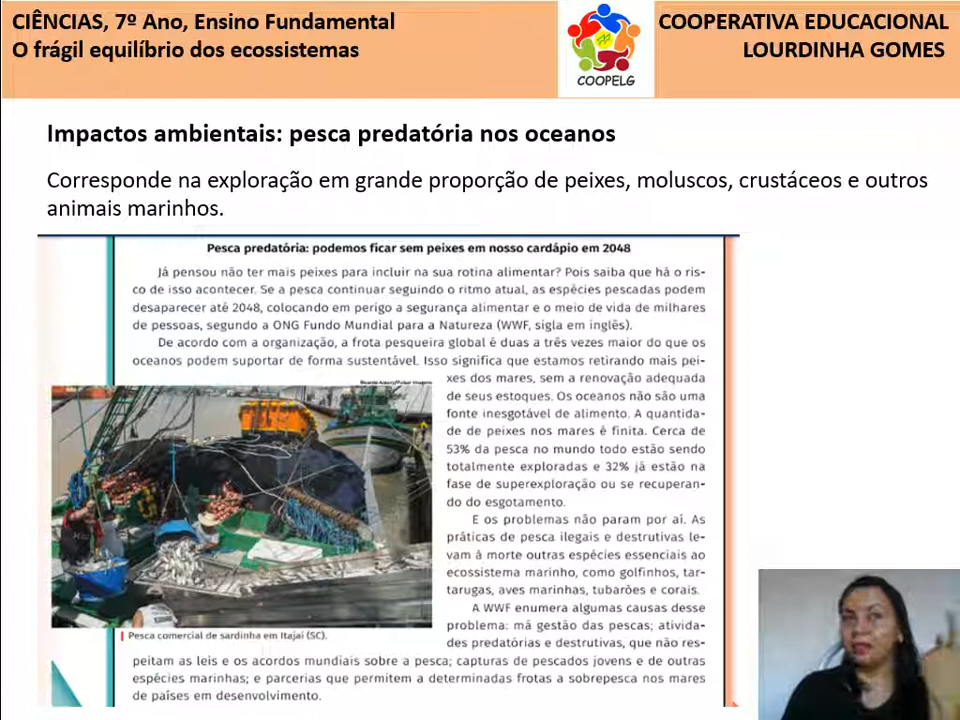 CIÊNCIAS, 7º Ano, Ensino Fundamental
O frágil equilíbrio dos ecossistemas
COOPELG
COOPERATIVA EDUCACIONAL
LOURDINHA GOMES
Impactos ambientais: pesca predatória nos oceanos
Corresponde na exploração em grande proporção de peixes, moluscos, crustáceos e outros
animais marinhos.
Pesca predatória: podemos ficar sem peixes em nosso cardápio em 2048
Já pensou não ter mais peixes para incluir na sua rotina alimentar? Pois saiba que há o ris-
co de isso acontecer. Se a pesca continuar seguindo o ritmo atual, as espécies pescadas podem
desaparecer até 2048, colocando em perigo a segurança alimentar e o meio de vida de milhares
de pessoas, segundo a ONG Fundo Mundial para a Natureza (WWF, sigla em inglês).
De acordo com a organização, a frota pesqueira global é duas a três vezes maior do que os
oceanos podem suportar de forma sustentável. Isso significa que estamos retirando mais pei-
xes dos mares, sem a renovação adequada
de seus estoques. Os oceanos não são uma
fonte inesgotável de alimento. A quantida-
de de peixes nos mares é finita. Cerca de
53% da pesca no mundo todo estão sendo
totalmente exploradas e 32% já estão na
fase de superexploração ou se recuperan-
do do esgotamento.
E os problemas não param por aí. As
práticas de pesca ilegais e destrutivas le-
vam à morte outras espécies essenciais ao
ecossistema marinho, como golfinhos, tar-
tarugas, aves marinhas, tubarões e corais.
A WWF enumera algumas causas desse
problema: má gestão das pescas; ativida-
des predatórias e destrutivas, que não res-
Pesca comercial de sardinha em Itajaí (SC).
peitam as leis e os acordos mundiais sobre a pesca; capturas de pescados jovens e de outras
espécies marinhas; e parcerias que permitem a determinadas frotas a sobrepesca nos mares
de países em desenvolvimento.